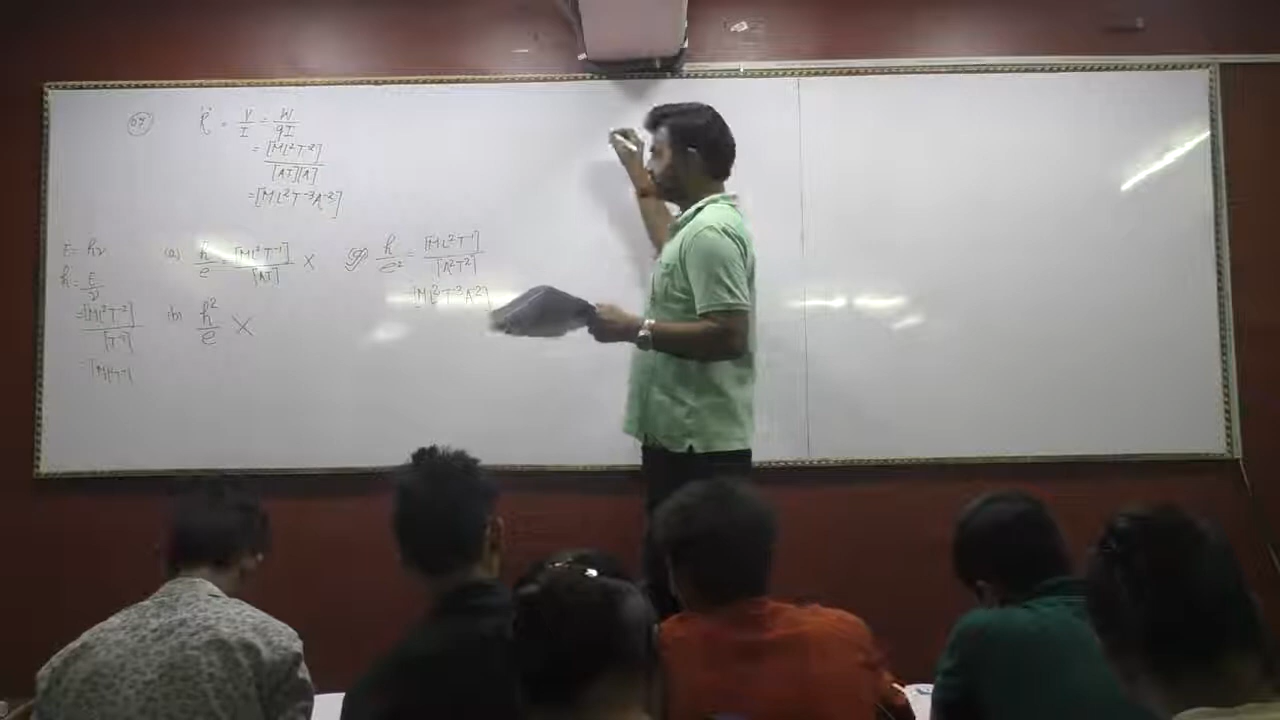 07 R = V/I = W/qI
= [ML²T⁻²]/[AT][A]
= [ML²T⁻³A⁻²]
E = hν
h = E/ν
= [ML²T⁻²]/[T⁻¹]
= [ML²T⁻¹
(a) h/e = [ML²T⁻¹]/[AT] ×
(b) h²/e ×
h/e² = [ML²T⁻¹]/[A²T²]
[ML²T⁻³A⁻²]